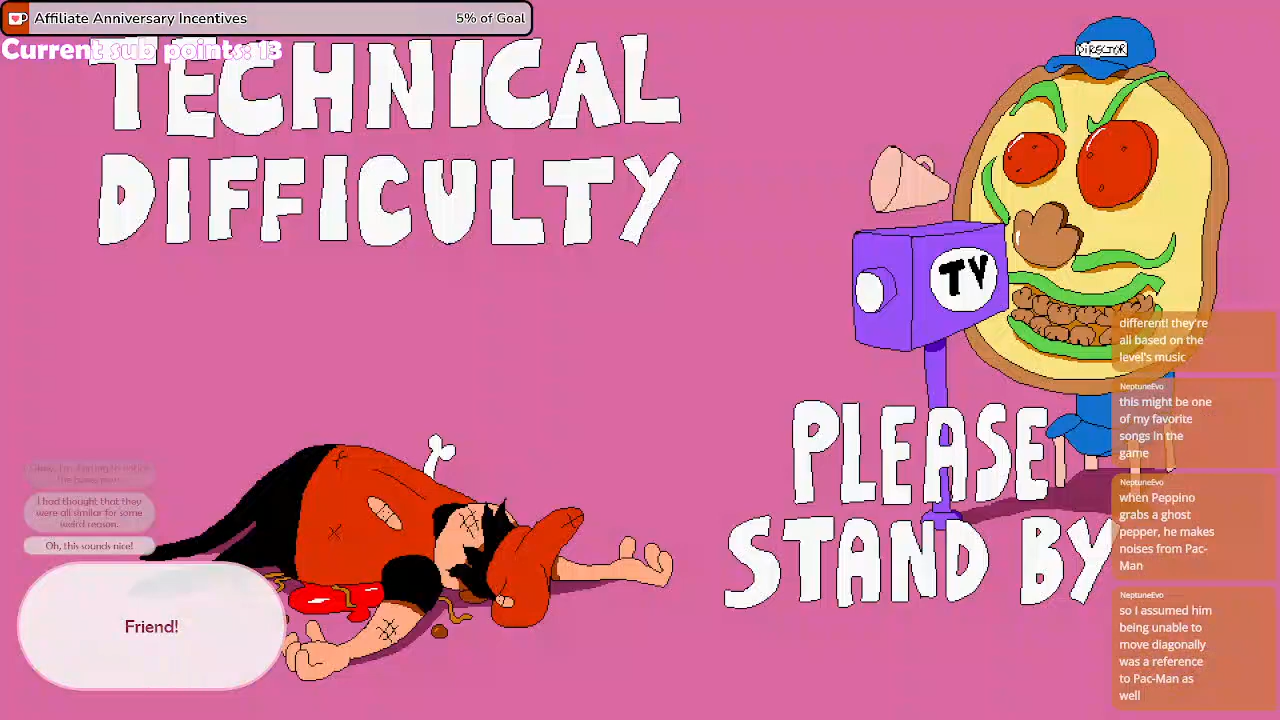 Affiliate Anniversary Incentives
5% of Goal
Current sub points: 13
TECHNICAL
DIFFICULTY
DIRECTOR
TV
PLEASE
STAND BY
I had thought that they
were all similar for some
weird reason.
Oh, this sounds nice!
Friend!
different! they're
all based on the
level's music
NeptuneEvo
this might be one
of my favorite
songs in the
game
NeptuneEvo
when Peppino
grabs a ghost
pepper, he makes
noises from Pac-
Man
NeptuneEvo
so I assumed him
being unable to
move diagonally
was a reference
to Pac-Man as
well